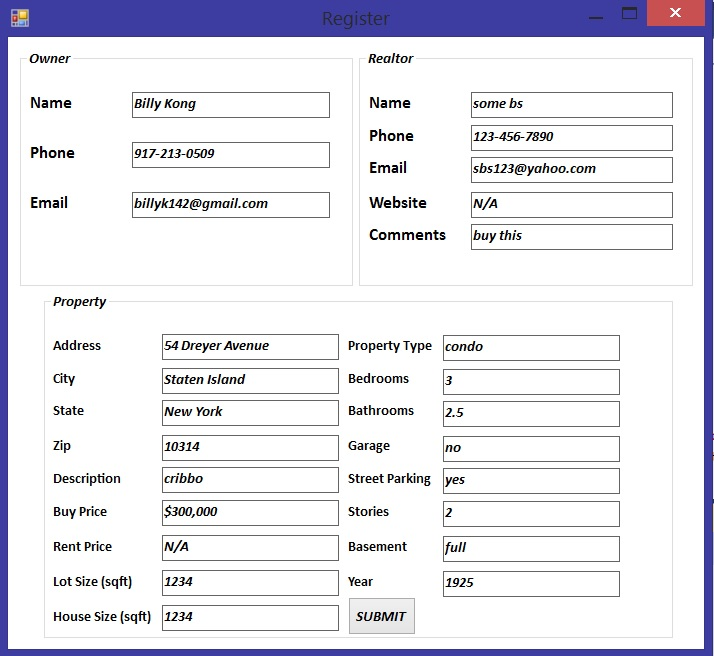 Register
Owner
Name Billy Kong
Phone 917-213-0509
Email billyk142@gmail.com
Realtor
Name some bs
Phone 123-456-7890
Email sbs123@yahoo.com
Website N/A
Comments buy this
Property
Address 54 Dreyer Avenue Property Type condo
City Staten Island Bedrooms 3
State New York Bathrooms 2.5
Zip 10314 Garage no
Description cribbo Street Parking yes
Buy Price $300,000 Stories 2
Rent Price N/A Basement full
Lot Size (sqft) 1234 Year 1925
House Size (sqft) 1234 SUBMIT